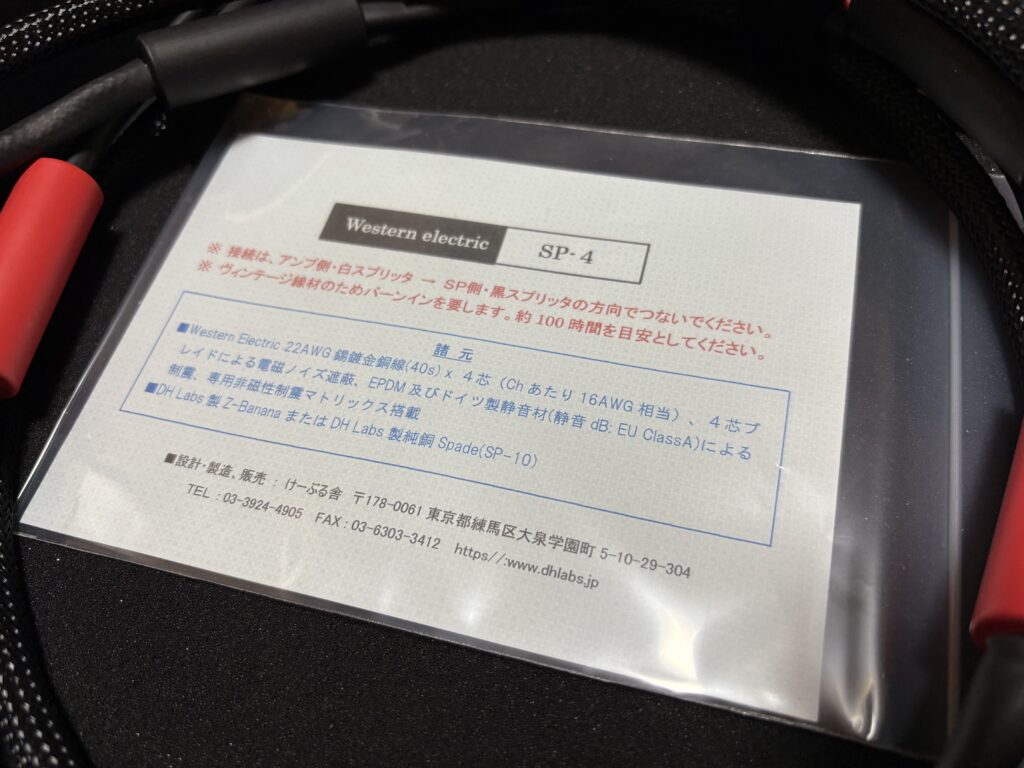 Western electric SP-4
※ 接続は、アンプ側・白スプリッタ → SP側・黒スプリッタの方向でつないでください。
※ ヴィンテージ線材のためバーンインを要します。約 100 時間を目安としてください。
諸 元
■Western Electric 22AWG 錫鍍金銅線(40s) x 4芯 (Ch あたり 16AWG 相当)、4芯ブ
レイドによる電磁ノイズ遮蔽、EPDM 及びドイツ製静音材(静音 dB: EU ClassA)による
制震、専用非磁性制震マトリックス搭載
■DH Labs 製 Z-Banana または DH Labs 製純銅 Spade(SP-10)
■設計・製造、販売 : けーぶる舎 〒178-0061 東京都練馬区大泉学園町 5-10-29-304
TEL : 03-3924-4905 FAX : 03-6303-3412 https//:www.dhlabs.jp